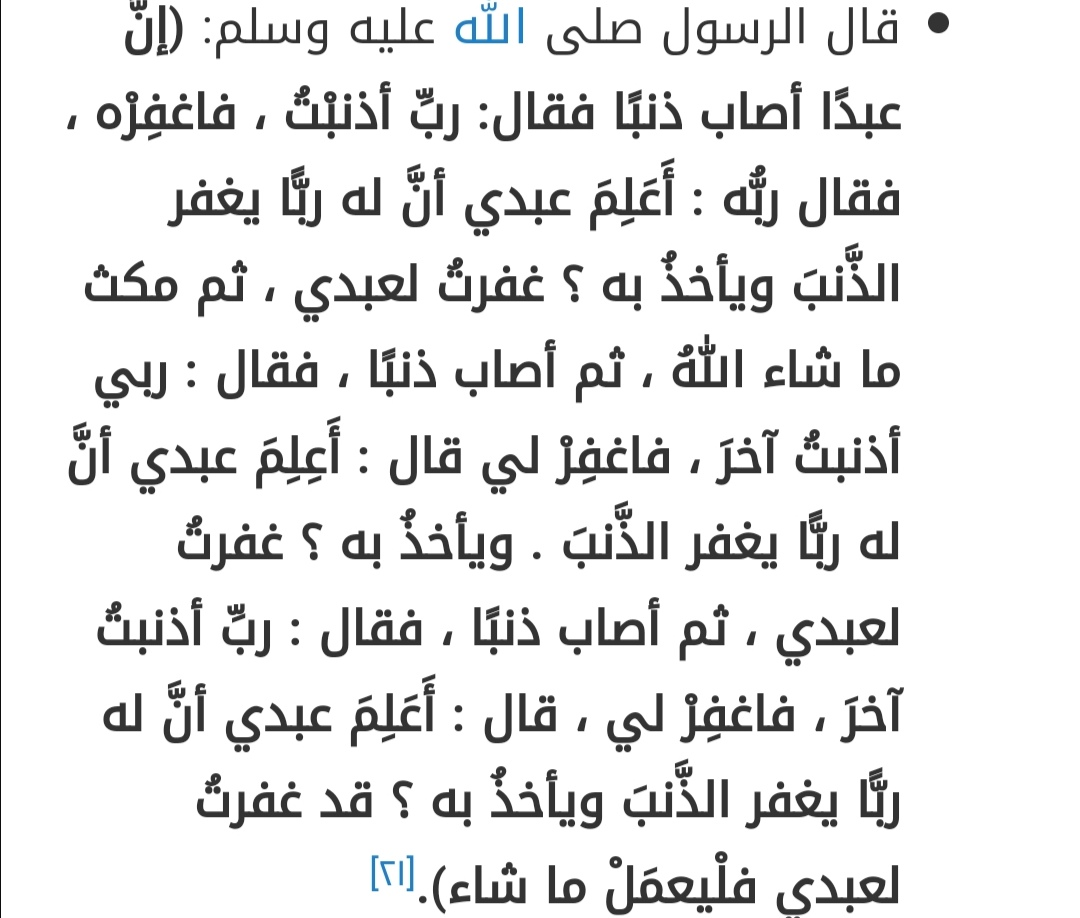 • قال الرسول صلى الله عليه وسلم: (إنَّ
عبدًا أصاب ذنبًا فقال: ربِّ أذنبْتُ ، فاغفِرْه ،
فقال ربُّه : أَعَلِمَ عبدي أنَّ له ربًّا يغفر
الذَّنبَ ويأخذُ به ؟ غفرتُ لعبدي ، ثم مكث
ما شاء اللهُ ، ثم أصاب ذنبًا ، فقال : ربي
أذنبتُ آخرَ ، فاغفِرْ لي قال : أَعِلِمَ عبدي أنَّ
له ربًّا يغفر الذَّنبَ . ويأخذُ به ؟ غفرتُ
لعبدي ، ثم أصاب ذنبًا ، فقال : ربِّ أذنبتُ
آخرَ ، فاغفِرْ لي ، قال : أَعَلِمَ عبدي أنَّ له
ربًّا يغفر الذَّنبَ ويأخذُ به ؟ قد غفرتُ
لعبدي فلْيعمَلْ ما شاء).[٢١]